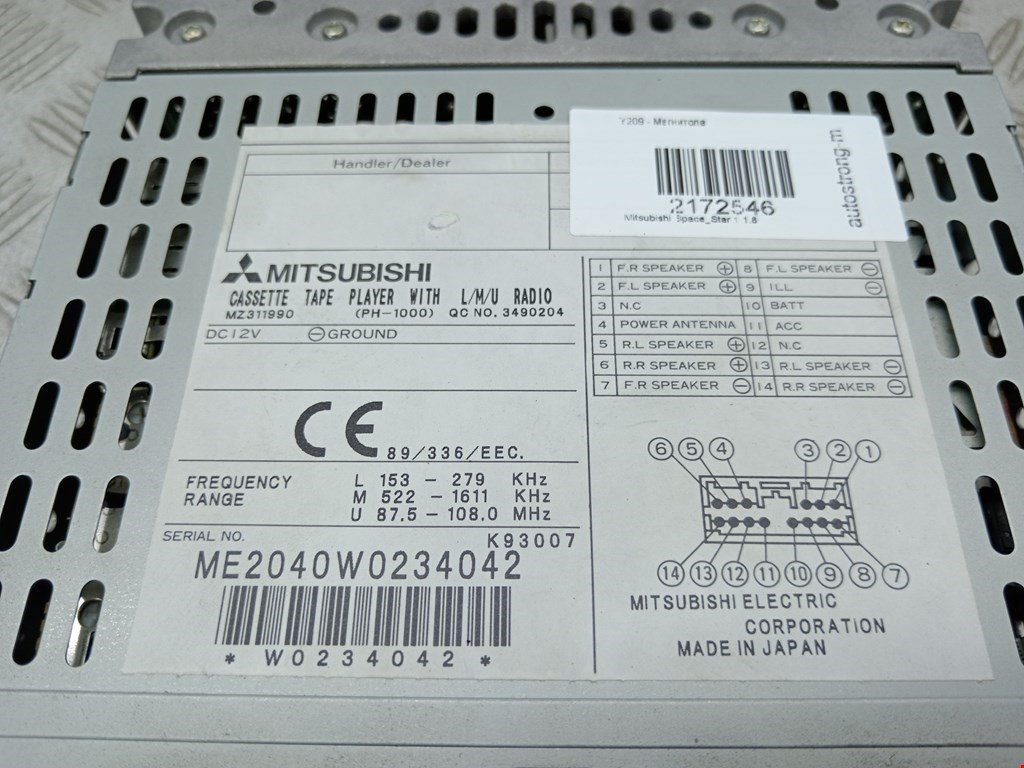 Y209 - Магнитола
2172546
Mitsubishi Space_Star 1 1.8
autostrong-m
Handler/Dealer
MITSUBISHI
CASSETTE TAPE PLAYER WITH L/M/U RADIO
MZ311990 (PH-1000) QC NO. 3490204
DC12V ⊖GROUND
CE 89/336/EEC.
FREQUENCY RANGE
L 153 - 279 KHz
M 522 - 1611 KHz
U 87.5 - 108.0 MHz
SERIAL NO. K93007
ME2040W0234042
* W0234042 *
1 F.R SPEAKER ⊕ 8 F.L SPEAKER ⊖
2 F.L SPEAKER ⊕ 9 ILL ⊖
3 N.C 10 BATT
4 POWER ANTENNA 11 ACC
5 R.L SPEAKER ⊕ 12 N.C
6 R.R SPEAKER ⊕ 13 R.L SPEAKER ⊖
7 F.R SPEAKER ⊖ 14 R.R SPEAKER ⊖
6 5 4 3 2 1
14 13 12 11 10 9 8 7
MITSUBISHI ELECTRIC
CORPORATION
MADE IN JAPAN